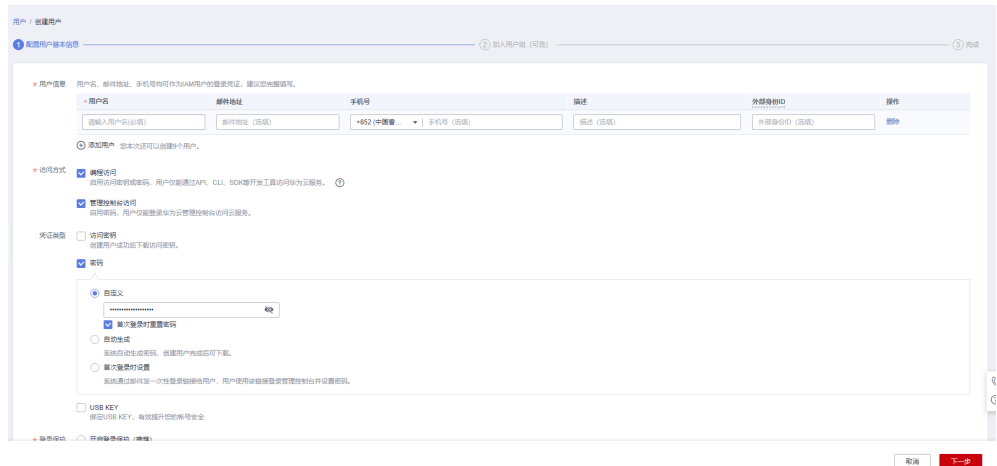 用户 / 创建用户
1 配置用户基本信息 2 加入用户组（可选） 3 完成
* 用户信息 用户名、邮件地址、手机号均可作为IAM用户的登录凭证，建议您完整填写。
* 用户名 邮件地址 手机号 描述 外部身份ID 操作
请输入用户名(必填) 邮件地址（选填） +852 (中国香... 手机号（选填） 描述（选填） 外部身份ID（选填） 删除
添加用户 您本次还可以创建9个用户。
* 访问方式 编程访问
启用访问密钥或密码，用户仅能通过API、CLI、SDK等开发工具访问华为云服务。
管理控制台访问
启用密码，用户仅能登录华为云管理控制台访问云服务。
凭证类型 访问密钥
创建用户成功后下载访问密钥。
密码
自定义
首次登录时重置密码
自动生成
系统自动生成密码，创建用户完成后可下载。
首次登录时设置
系统通过邮件发一次性登录链接给用户，用户使用该链接登录管理控制台并设置密码。
USB KEY
绑定USB KEY，有效提升您的帐号安全
* 登录保护 开启登录保护（推荐）
取消 下一步